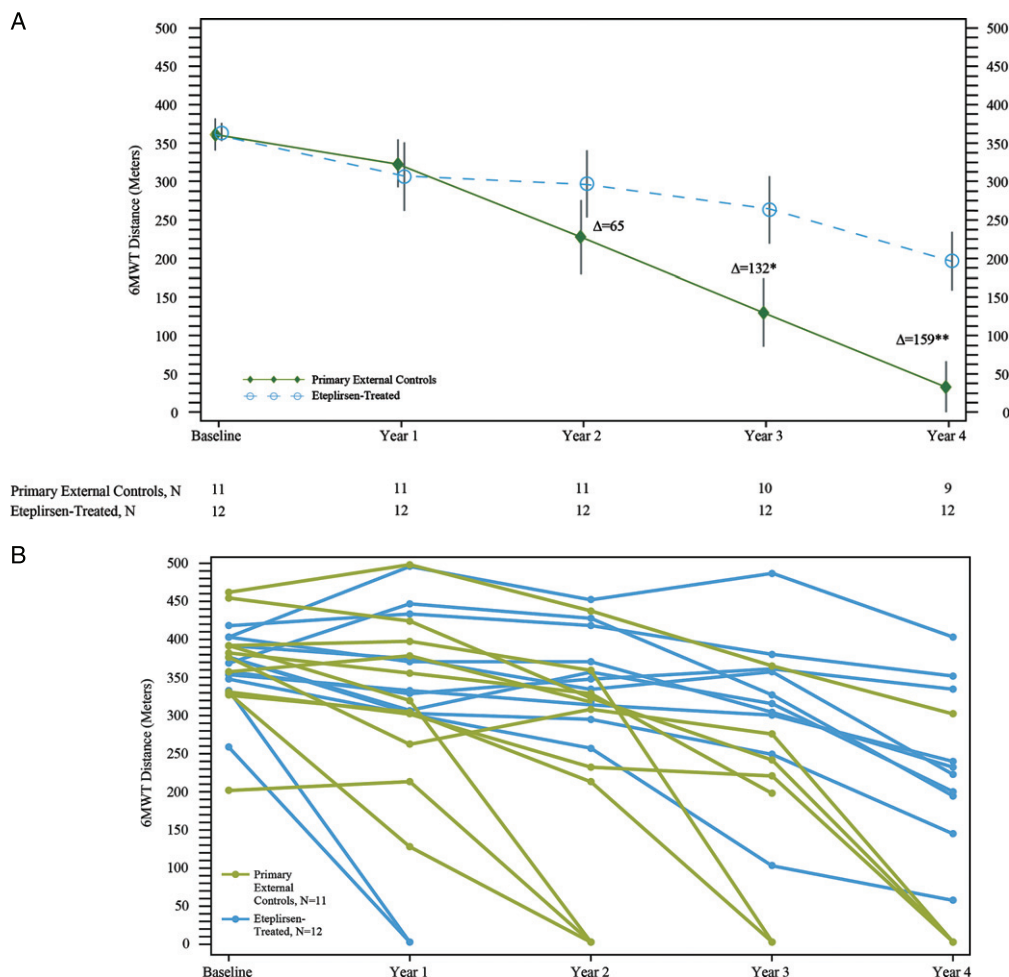 A
500
450
400
350
300
250
200
150
100
50
0
6MWT Distance (Meters)
500
450
400
350
300
250
200
150
100
50
0
Δ=65
Δ=132*
Δ=159**
Primary External Controls
Eteplirsen-Treated
Baseline Year 1 Year 2 Year 3 Year 4
Primary External Controls, N 11 11 11 10 9
Eteplirsen-Treated, N 12 12 12 12 12
B
500
450
400
350
300
250
200
150
100
50
0
6MWT Distance (Meters)
Primary
External
Controls, N=11
Eteplirsen-
Treated, N=12
Baseline Year 1 Year 2 Year 3 Year 4